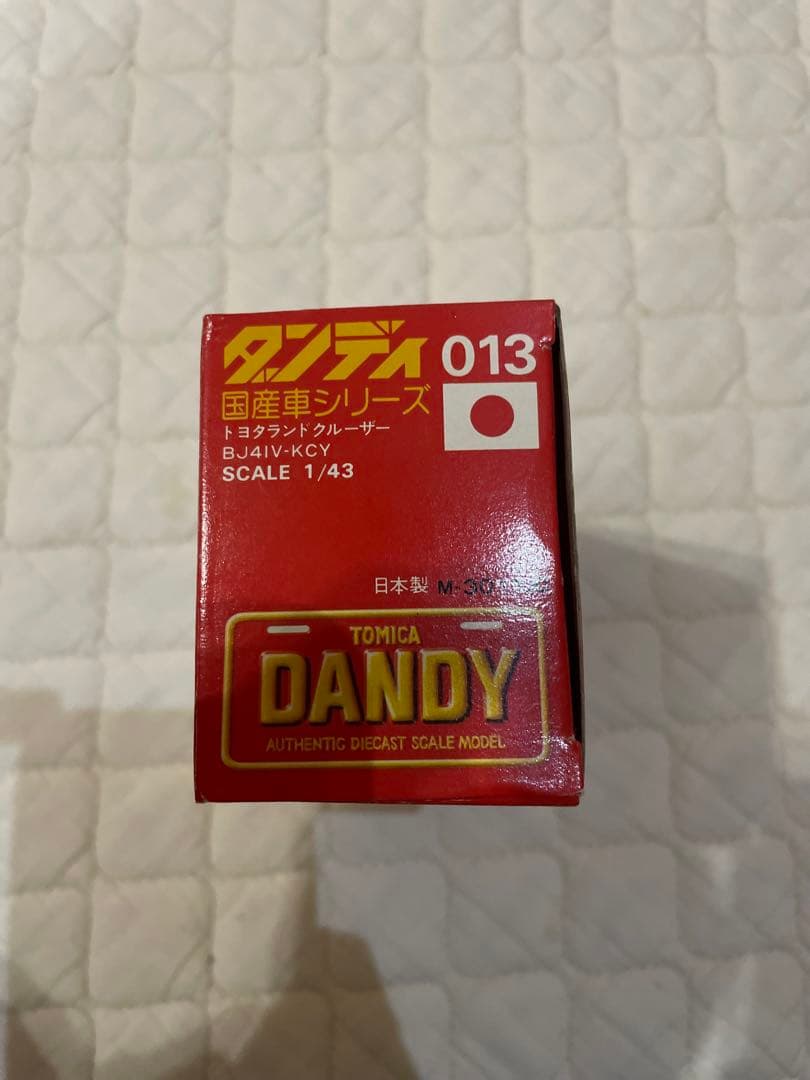 ダンディ 013
国産車シリーズ
トヨタランドクルーザー
BJ41V-KCY
SCALE 1/43
日本製
TOMICA
DANDY
AUTHENTIC DIECAST SCALE MODEL